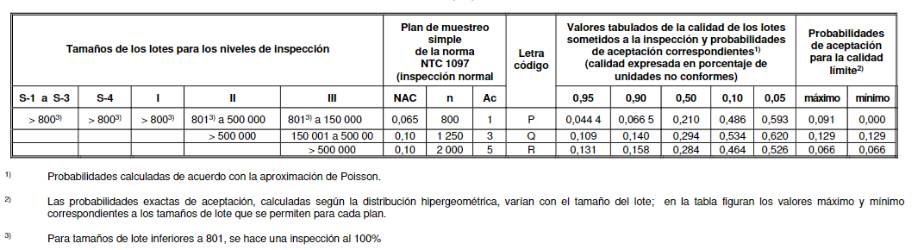 Tamaños de los lotes para los niveles de inspección
Plan de muestreo
simple
de la norma
NTC 1097
(inspección normal
Letra
código
Valores tabulados de la calidad de los lotes
sometidos a la inspección y probabilidades
de aceptación correspondientes1)
(calidad expresada en porcentaje de
unidades no conformes)
Probabilidades
de aceptación
para la calidad
límite2)
S-1 a S-3 S-4 I II III NAC n Ac 0,95 0,90 0,50 0,10 0,05 máximo mínimo
> 8003) > 8003) > 8003) 8013) a 500 000 8013) a 150 000 0,065 800 1 P 0,044 4 0,066 5 0,210 0,486 0,593 0,091 0,000
> 500 000 150 001 a 500 00 0,10 1 250 3 Q 0,109 0,140 0,294 0,534 0,620 0,129 0,129
> 500 000 0,10 2 000 5 R 0,131 0,158 0,284 0,464 0,526 0,066 0,066
1) Probabilidades calculadas de acuerdo con la aproximación de Poisson.
2) Las probabilidades exactas de aceptación, calculadas según la distribución hipergeométrica, varían con el tamaño del lote; en la tabla figuran los valores máximo y mínimo
correspondientes a los tamaños de lote que se permiten para cada plan.
3) Para tamaños de lote inferiores a 801, se hace una inspección al 100%